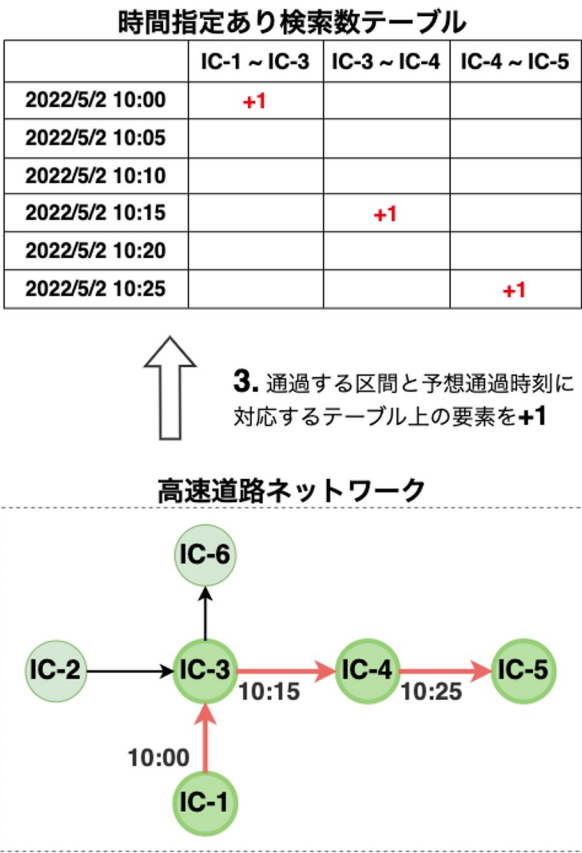 時間指定あり検索数テーブル
IC-1 ~ IC-3 IC-3 ~ IC-4 IC-4 ~ IC-5
2022/5/2 10:00 +1
2022/5/2 10:05
2022/5/2 10:10
2022/5/2 10:15 +1
2022/5/2 10:20
2022/5/2 10:25 +1
3. 通過する区間と予想通過時刻に
対応するテーブル上の要素を+1
高速道路ネットワーク
IC-6
IC-2 IC-3 IC-4 IC-5
10:15 10:25
10:00
IC-1